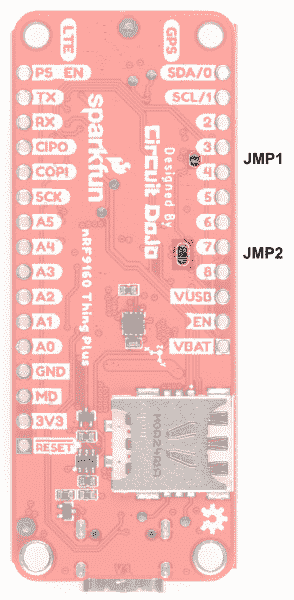 LTE
GPS
PS_EN
TX
RX
CIPO
COPI
SCK
A5
A4
A3
A2
A1
A0
GND
MD
3V3
RESET
sparkfun
nRF9160 Thing Plus
Designed By
Circuit Dojo
SDA/0
SCL/1
2
3
4
5
6
7
8
VUSB
EN
VBAT
JMP1
JMP2